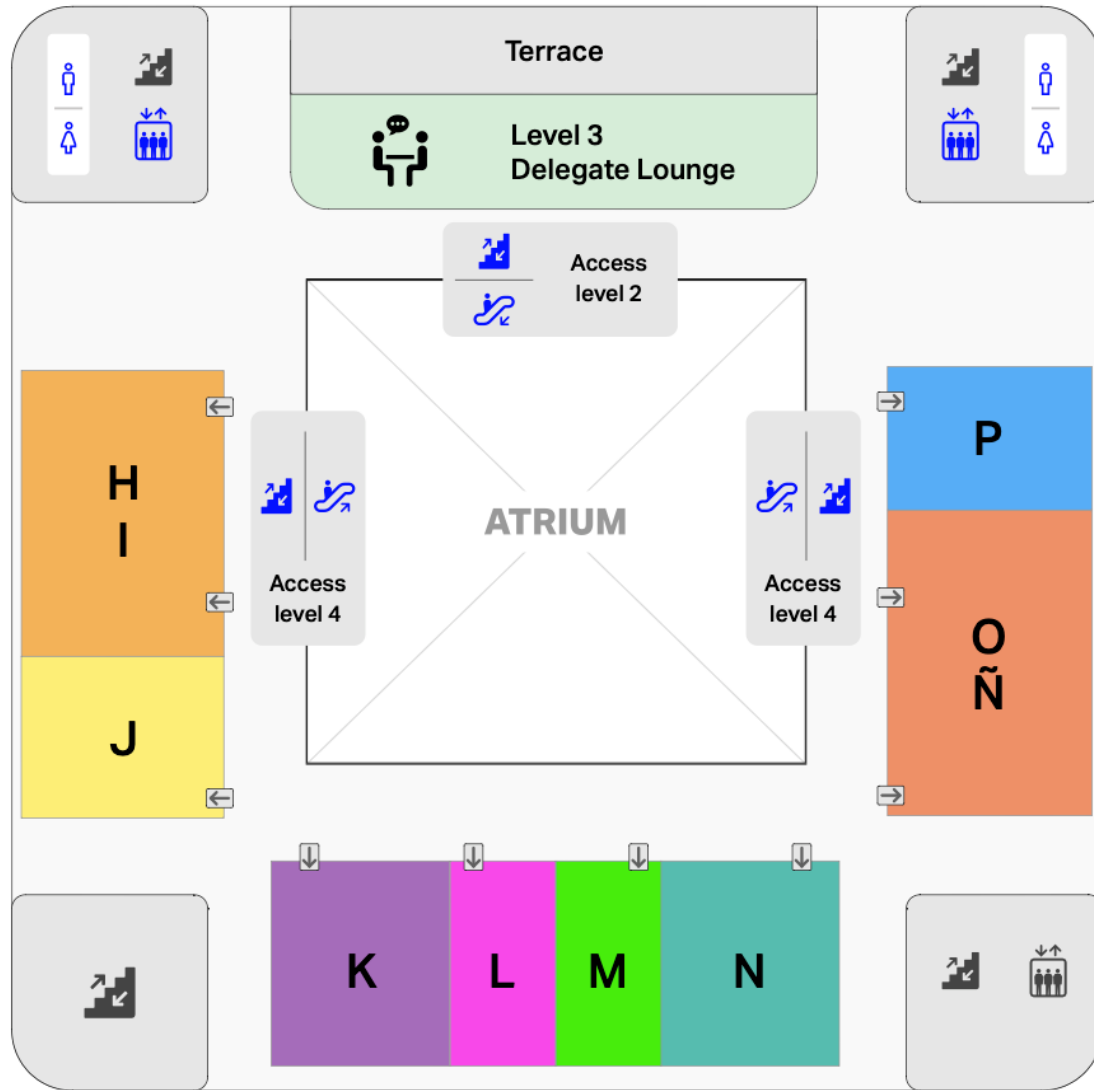 Terrace
Level 3
Delegate Lounge
Access
level 2
H
I
J
Access
level 4
ATRIUM
Access
level 4
P
O
Ñ
K
L
M
N